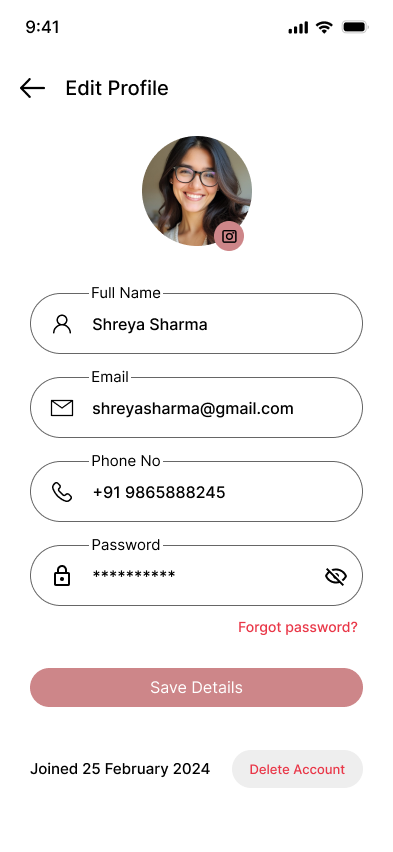 9:41
Edit Profile
Full Name
Shreya Sharma
Email
shreyasharma@gmail.com
Phone No
+91 9865888245
Password
**********
Forgot password?
Save Details
Joined 25 February 2024
Delete Account